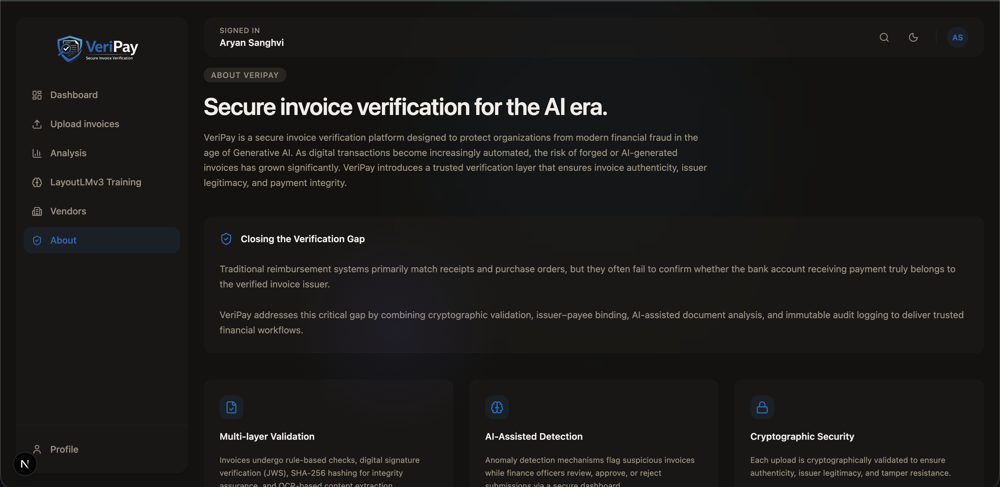 VeriPay
Secure Invoice Verification
Dashboard
Upload invoices
Analysis
LayoutLMv3 Training
Vendors
About
Profile
N
SIGNED IN
Aryan Sanghvi
AS
ABOUT VERIPAY
Secure invoice verification for the AI era.
VeriPay is a secure invoice verification platform designed to protect organizations from modern financial fraud in the
age of Generative AI. As digital transactions become increasingly automated, the risk of forged or AI-generated
invoices has grown significantly. VeriPay introduces a trusted verification layer that ensures invoice authenticity, issuer
legitimacy, and payment integrity.
Closing the Verification Gap
Traditional reimbursement systems primarily match receipts and purchase orders, but they often fail to confirm whether the bank account receiving payment truly belongs to
the verified invoice issuer.
VeriPay addresses this critical gap by combining cryptographic validation, issuer–payee binding, AI-assisted document analysis, and immutable audit logging to deliver trusted
financial workflows.
Multi-layer Validation
Invoices undergo rule-based checks, digital signature
verification (JWS), SHA-256 hashing for integrity
assurance, and OCR-based content extraction
AI-Assisted Detection
Anomaly detection mechanisms flag suspicious invoices
while finance officers review, approve, or reject
submissions via a secure dashboard
Cryptographic Security
Each upload is cryptographically validated to ensure
authenticity, issuer legitimacy, and tamper resistance.